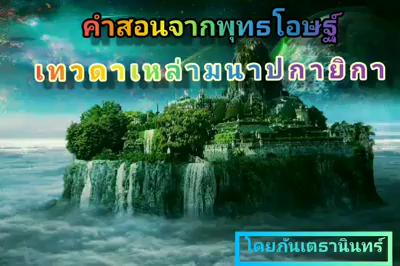 คำสอนจากพุทธโอษฐ์
เทวดาเหล่ามนาปกายิกา
โดยภันเตธานินทร์